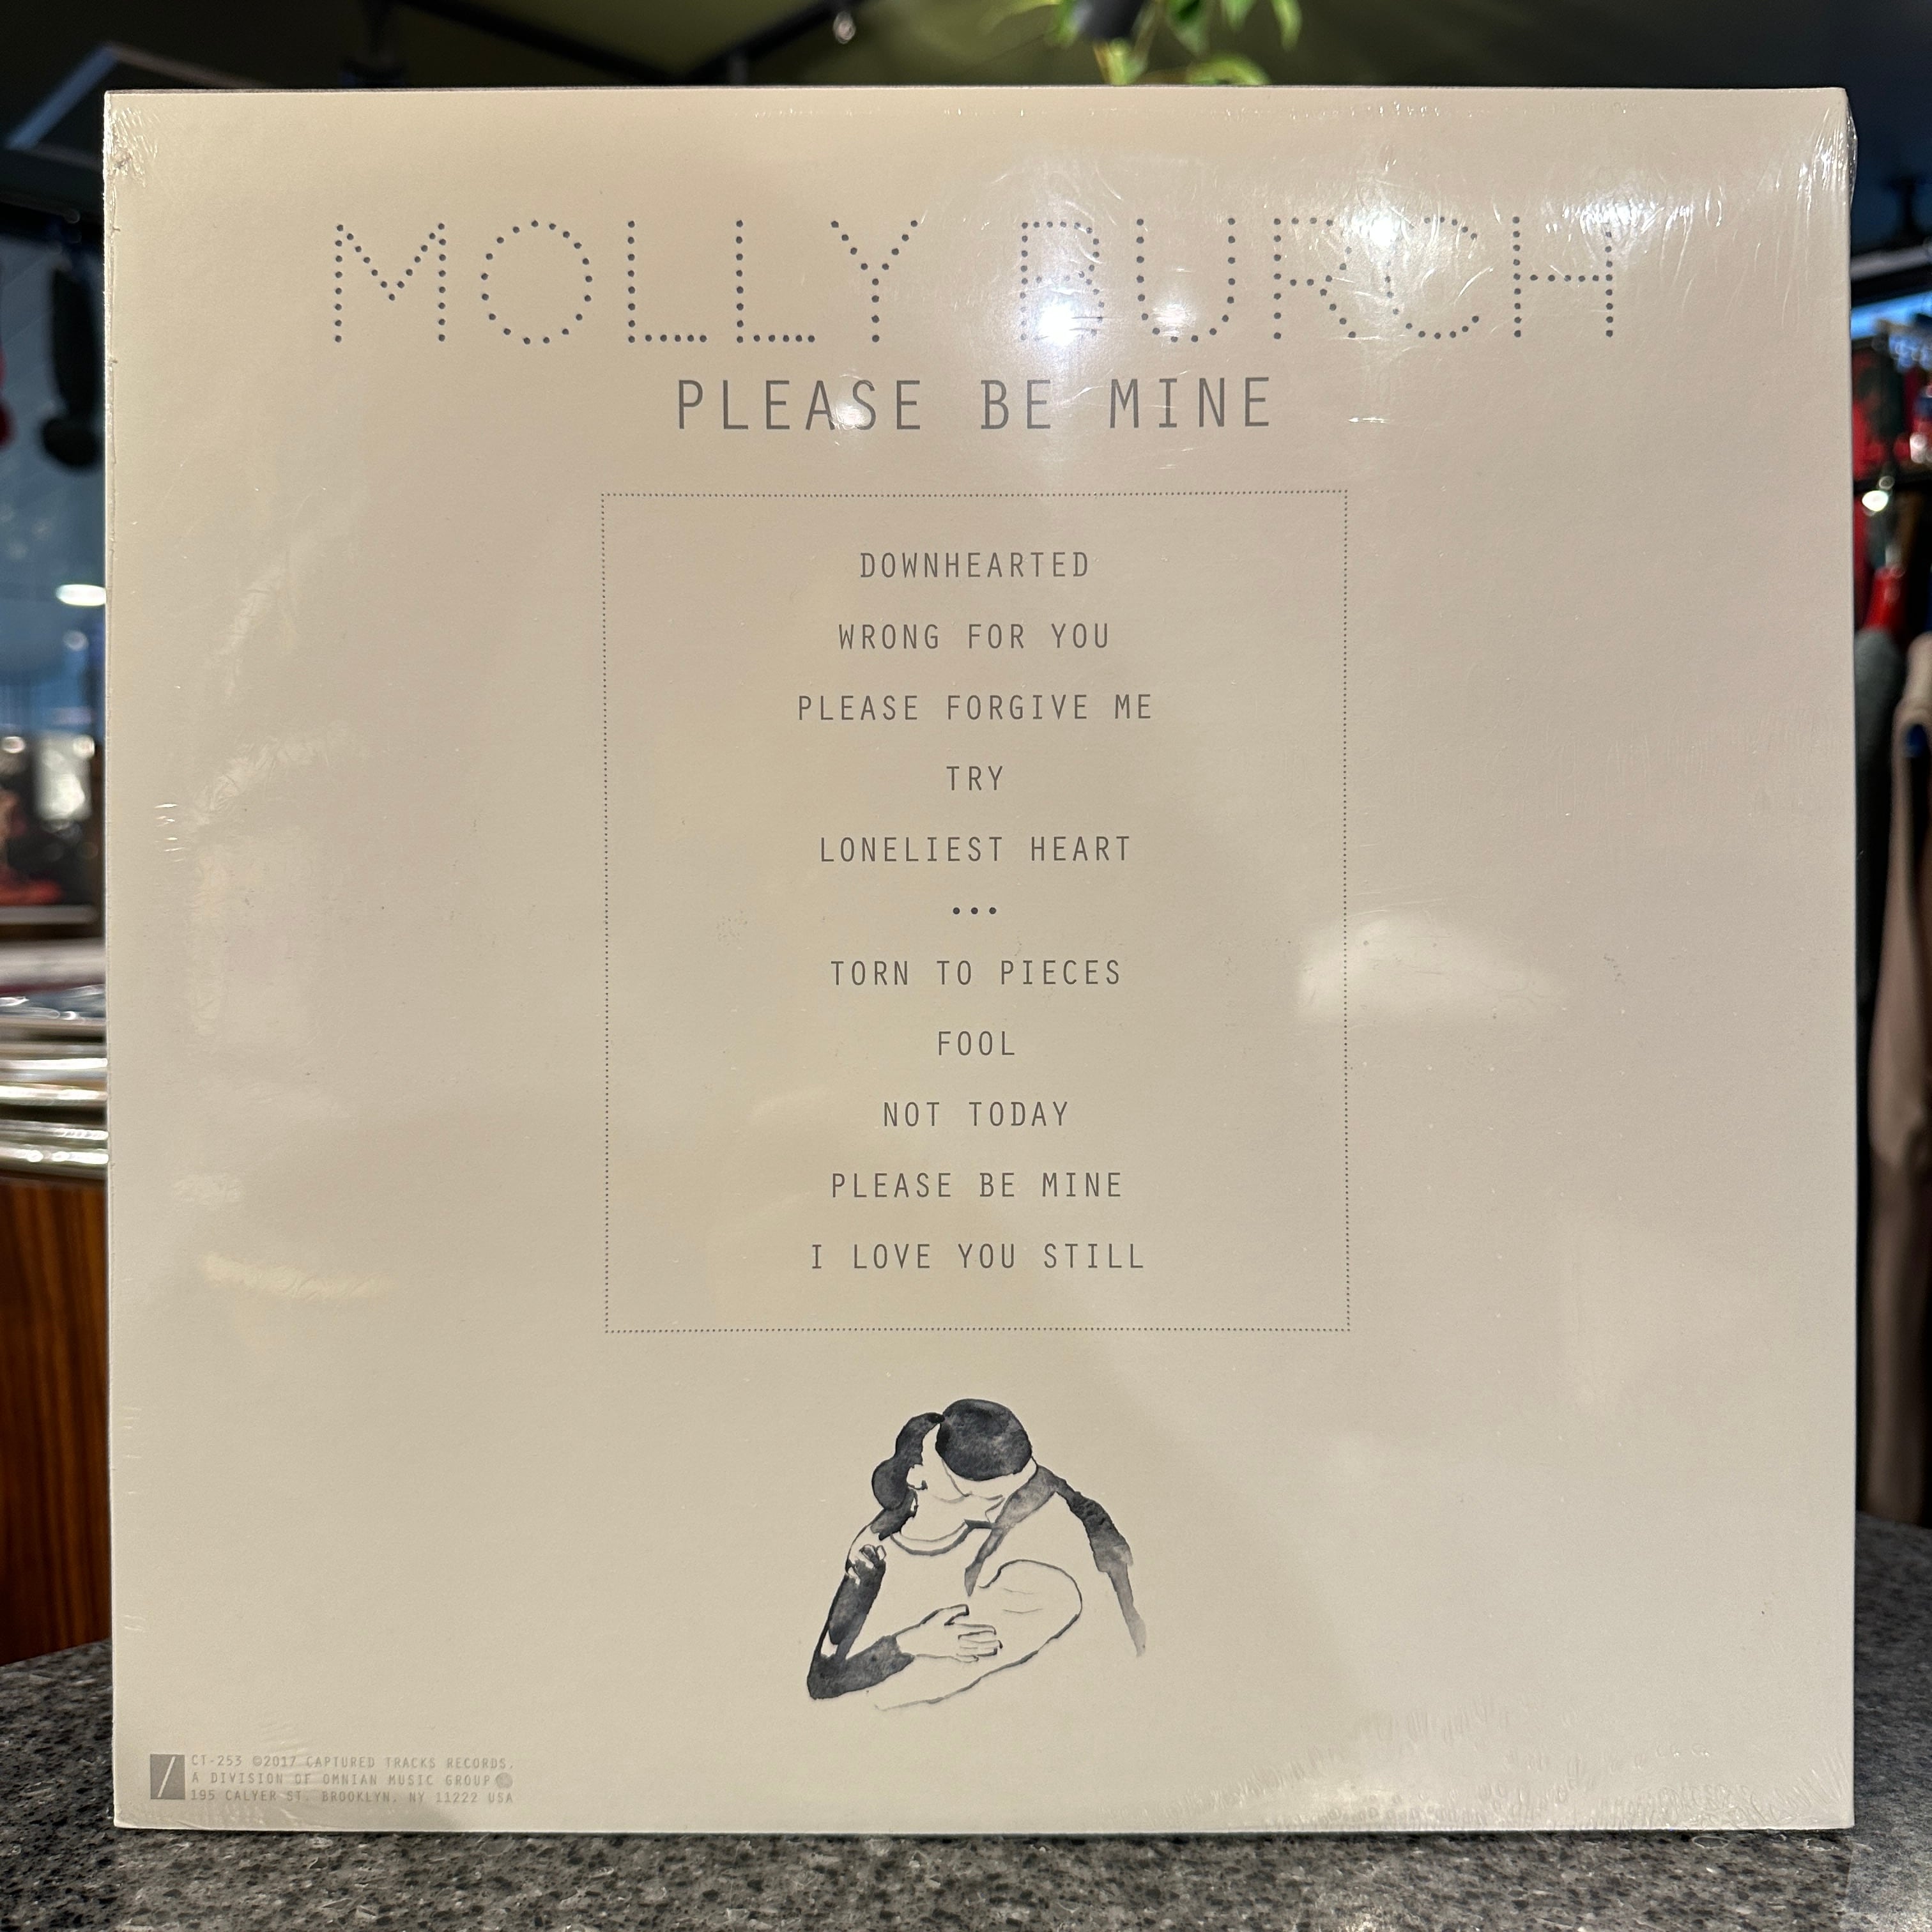 MOLLY BURCH
PLEASE BE MINE
DOWNHEARTED
WRONG FOR YOU
PLEASE FORGIVE ME
TRY
LONELIEST HEART
•••
TORN TO PIECES
FOOL
NOT TODAY
PLEASE BE MINE
I LOVE YOU STILL
CT-253 ©2017 CAPTURED TRACKS RECORDS.
A DIVISION OF OMNIAN MUSIC GROUP
195 CALYER ST. BROOKLYN, NY 11222 USA